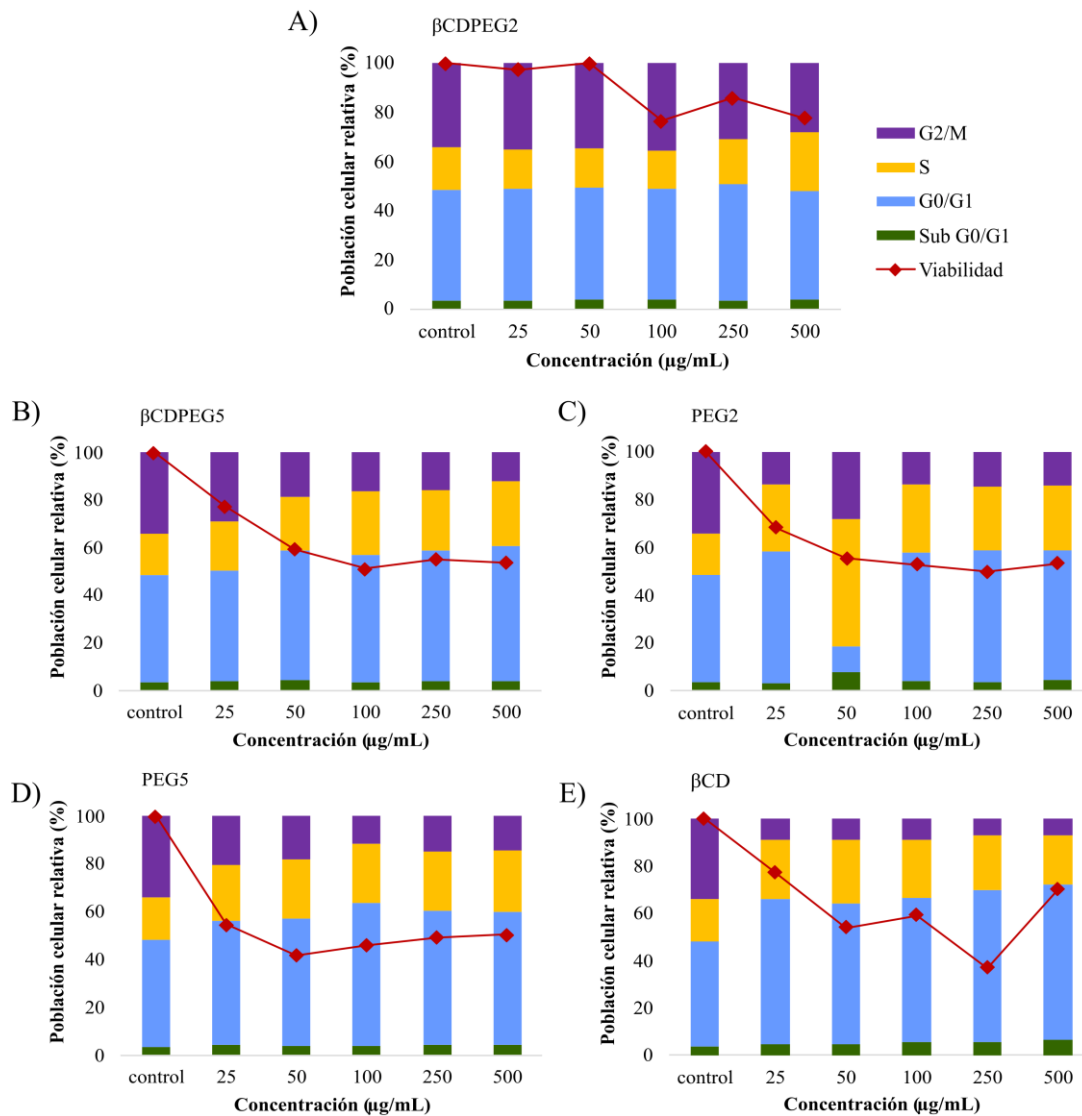 A)
βCDPEG2
Población celular relativa (%)
100
80
60
40
20
0
control 25 50 100 250 500
Concentración (µg/mL)
G2/M
S
G0/G1
Sub G0/G1
Viabilidad
B)
βCDPEG5
Población celular relativa (%)
100
80
60
40
20
0
control 25 50 100 250 500
Concentración (µg/mL)
C)
PEG2
Población celular relativa (%)
100
80
60
40
20
0
control 25 50 100 250 500
Concentración (µg/mL)
D)
PEG5
Población celular relativa (%)
100
80
60
40
20
0
control 25 50 100 250 500
Concentración (µg/mL)
E)
βCD
Población celular relativa (%)
100
80
60
40
20
0
control 25 50 100 250 500
Concentración (µg/mL)